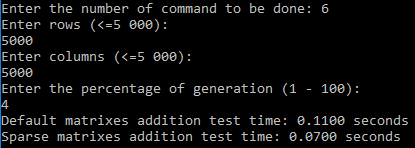 Enter the number of command to be done: 6
Enter rows (<=5 000):
5000
Enter columns (<=5 000):
5000
Enter the percentage of generation (1 - 100):
4
Default matrixes addition test time: 0.1100 seconds
Sparse matrixes addition test time: 0.0700 seconds